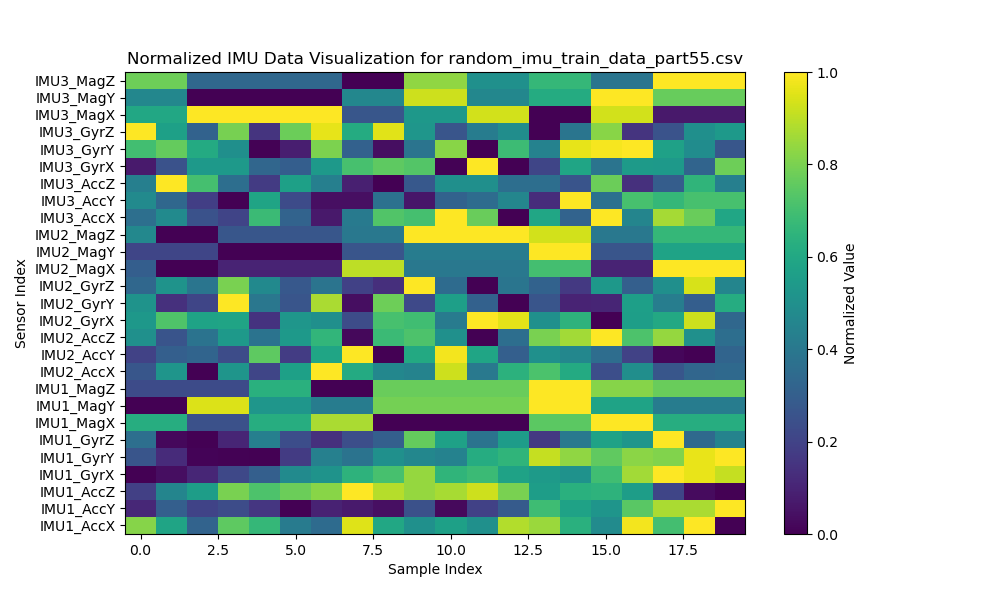 Normalized IMU Data Visualization for random_imu_train_data_part55.csv
IMU3_MagZ
IMU3_MagY
IMU3_MagX
IMU3_GyrZ
IMU3_GyrY
IMU3_GyrX
IMU3_AccZ
IMU3_AccY
IMU3_AccX
IMU2_MagZ
IMU2_MagY
IMU2_MagX
IMU2_GyrZ
IMU2_GyrY
IMU2_GyrX
IMU2_AccZ
IMU2_AccY
IMU2_AccX
IMU1_MagZ
IMU1_MagY
IMU1_MagX
IMU1_GyrZ
IMU1_GyrY
IMU1_GyrX
IMU1_AccZ
IMU1_AccY
IMU1_AccX
Sensor Index
0.0 2.5 5.0 7.5 10.0 12.5 15.0 17.5
Sample Index
1.0
0.8
0.6
0.4
0.2
0.0
Normalized Value